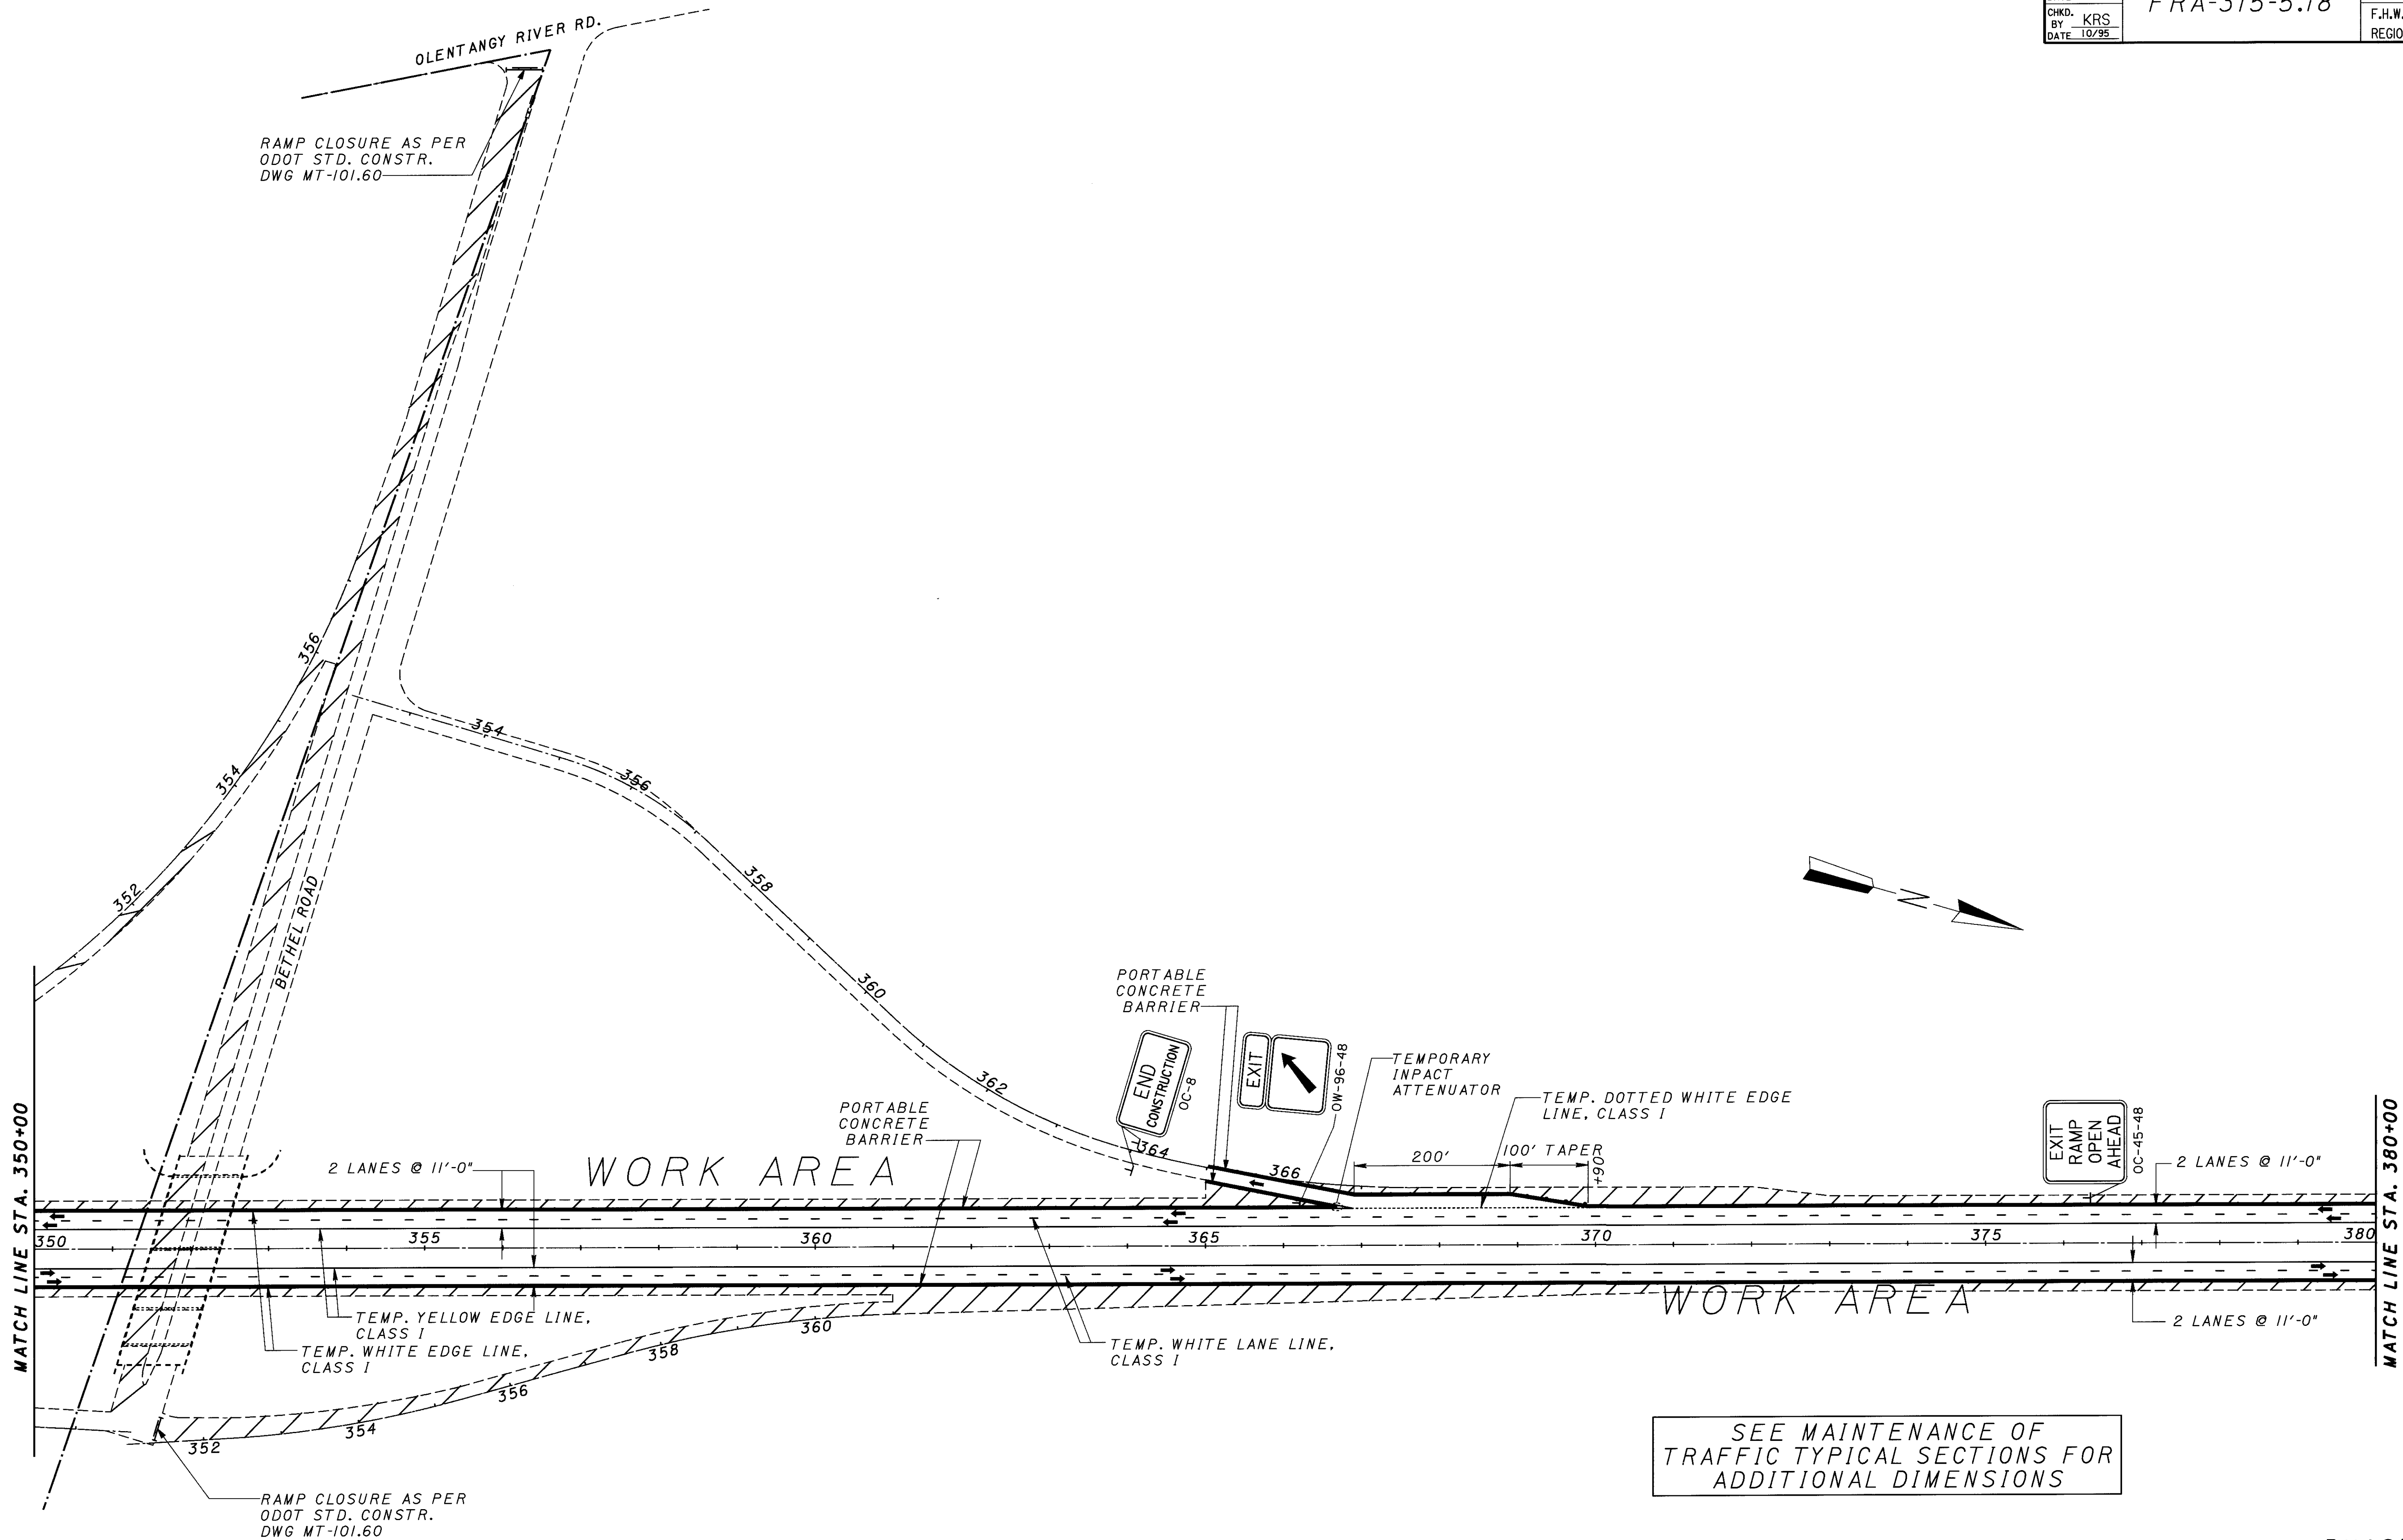 CHKD.
BY KRS
DATE 10/95
FRA-315-5.18
F.H.W.
REGIO
OLENTANGY RIVER RD.
RAMP CLOSURE AS PER
ODOT STD. CONSTR.
DWG MT-101.60
356
354
352
BETHEL ROAD
354
356
358
360
362
364
366
PORTABLE
CONCRETE
BARRIER
END
CONSTRUCTION
OC-8
EXIT
OW-96-48
TEMPORARY
INPACT
ATTENUATOR
TEMP. DOTTED WHITE EDGE
LINE, CLASS I
200'
100' TAPER
+90
EXIT
RAMP
OPEN
AHEAD
OC-45-48
2 LANES @ 11'-0"
PORTABLE
CONCRETE
BARRIER
2 LANES @ 11'-0"
WORK AREA
MATCH LINE STA. 350+00
MATCH LINE STA. 380+00
350
355
360
365
370
375
380
N
WORK AREA
TEMP. YELLOW EDGE LINE,
CLASS I
TEMP. WHITE EDGE LINE,
CLASS I
TEMP. WHITE LANE LINE,
CLASS I
2 LANES @ 11'-0"
360
358
356
354
352
RAMP CLOSURE AS PER
ODOT STD. CONSTR.
DWG MT-101.60
SEE MAINTENANCE OF
TRAFFIC TYPICAL SECTIONS FOR
ADDITIONAL DIMENSIONS